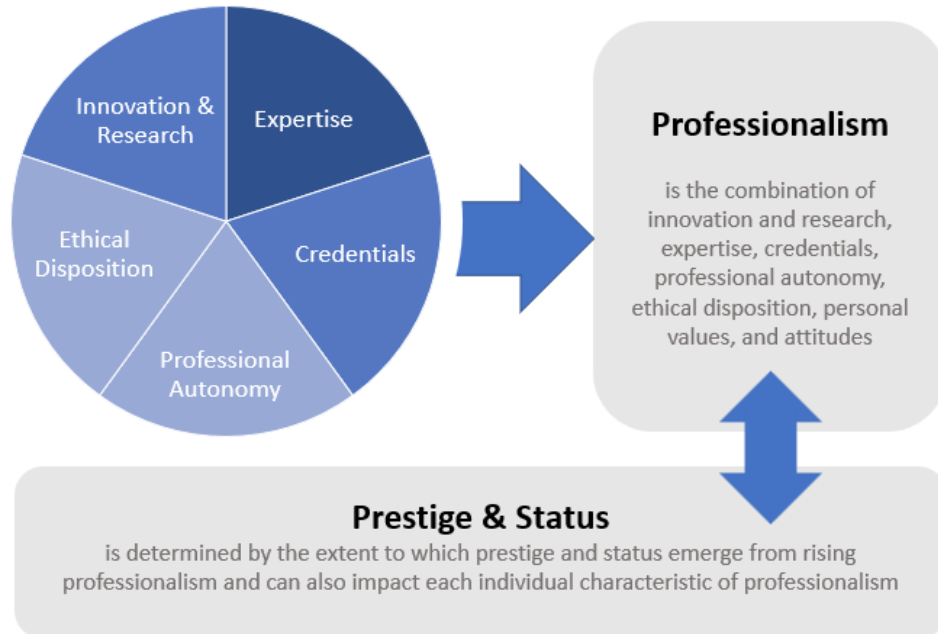 Innovation &
Research
Expertise
Ethical
Disposition
Credentials
Professional
Autonomy
Professionalism
is the combination of
innovation and research,
expertise, credentials,
professional autonomy,
ethical disposition, personal
values, and attitudes
Prestige & Status
is determined by the extent to which prestige and status emerge from rising
professionalism and can also impact each individual characteristic of professionalism